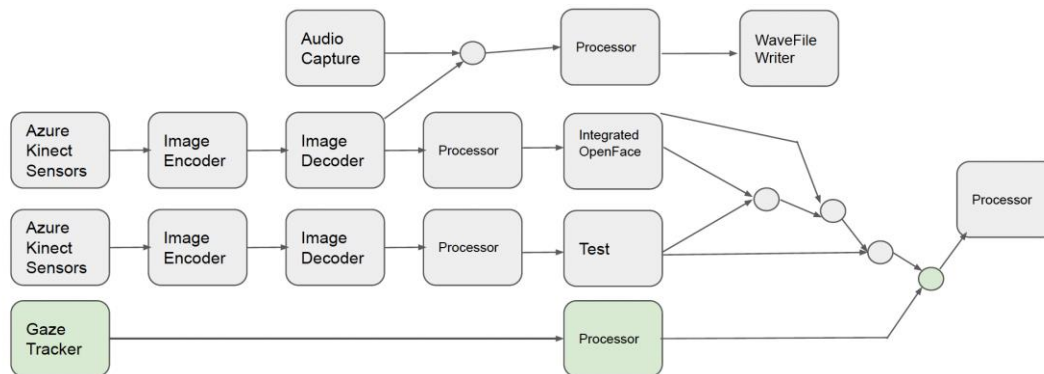 Audio
Capture
Processor
WaveFile
Writer
Azure
Kinect
Sensors
Image
Encoder
Image
Decoder
Processor
Integrated
OpenFace
Azure
Kinect
Sensors
Image
Encoder
Image
Decoder
Processor
Test
Processor
Gaze
Tracker
Processor